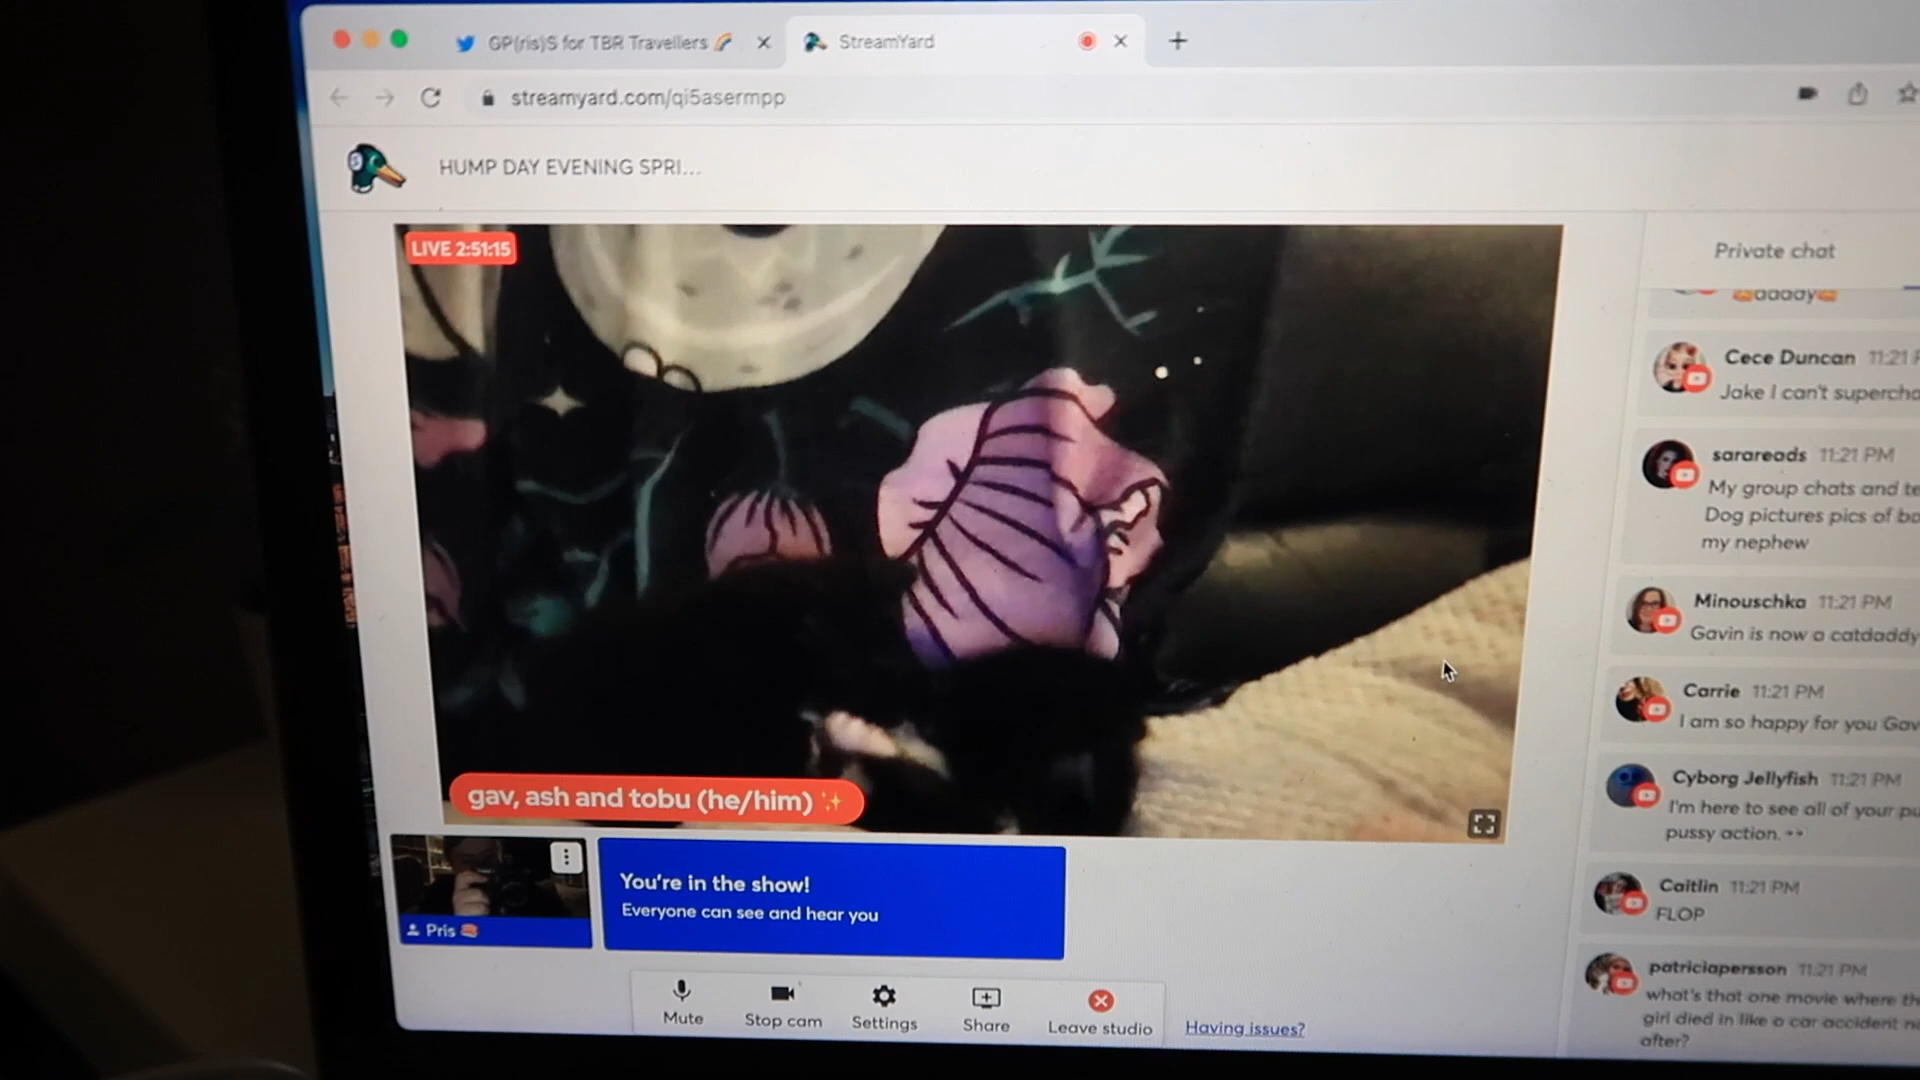 GP(ris)S for TBR Travellers 🌈
StreamYard
streamyard.com/qi5asermpp
HUMP DAY EVENING SPRI...
LIVE 2:51:15
gav, ash and tobu (he/him) ✨
Pris
You're in the show!
Everyone can see and hear you
Mute
Stop cam
Settings
Share
Leave studio
Having issues?
Private chat
daddy
Cece Duncan 11:21
Jake I can't
sarareads 11:21 PM
My group chats and
Dog pictures pics of
my nephew
Minouschka 11:21 PM
Gavin is now a catdaddy
Carrie 11:21 PM
I am so happy for you
Cyborg Jellyfish 11:21 PM
I'm here to see all of your
pussy action. 👀
Caitlin 11:21 PM
FLOP
patriciapersson 11:21 PM
what's that one movie where
girl died in like a car accident
after?